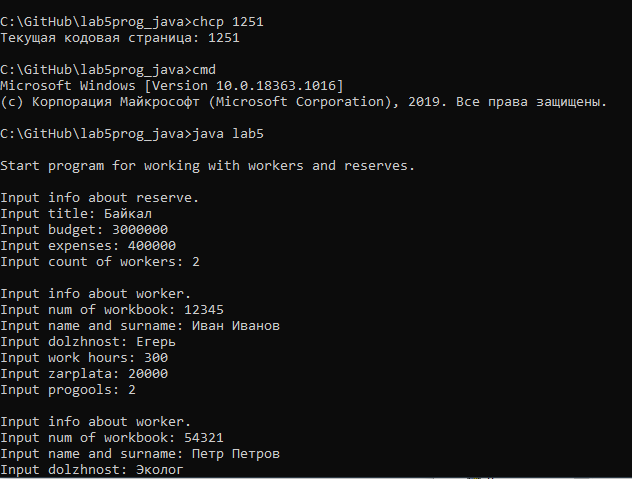 C:\GitHub\lab5prog_java>chcp 1251
Текущая кодовая страница: 1251
C:\GitHub\lab5prog_java>cmd
Microsoft Windows [Version 10.0.18363.1016]
(c) Корпорация Майкрософт (Microsoft Corporation), 2019. Все права защищены.
C:\GitHub\lab5prog_java>java lab5
Start program for working with workers and reserves.
Input info about reserve.
Input title: Байкал
Input budget: 3000000
Input expenses: 400000
Input count of workers: 2
Input info about worker.
Input num of workbook: 12345
Input name and surname: Иван Иванов
Input dolzhnost: Егерь
Input work hours: 300
Input zarplata: 20000
Input progools: 2
Input info about worker.
Input num of workbook: 54321
Input name and surname: Петр Петров
Input dolzhnost: Эколог